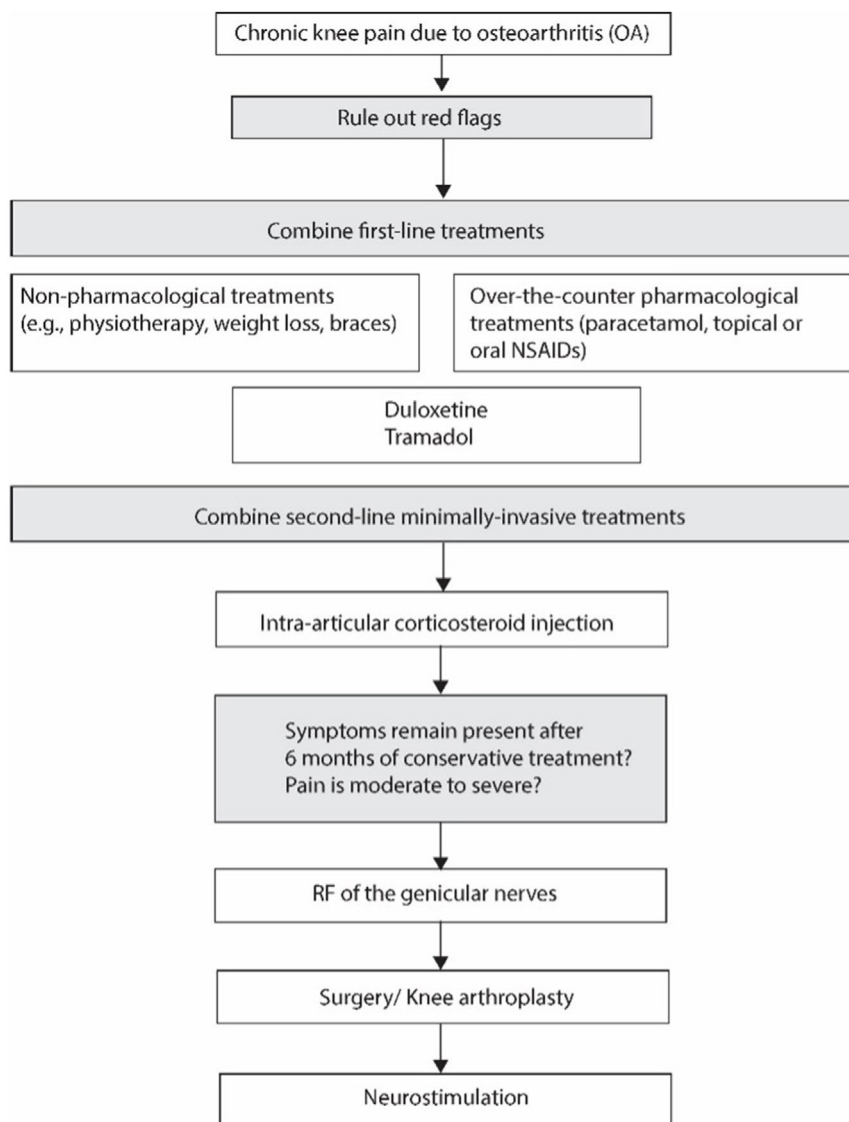 Chronic knee pain due to osteoarthritis (OA)
Rule out red flags
Combine first-line treatments
Non-pharmacological treatments
(e.g., physiotherapy, weight loss, braces)
Over-the-counter pharmacological
treatments (paracetamol, topical or
oral NSAIDs)
Duloxetine
Tramadol
Combine second-line minimally-invasive treatments
Intra-articular corticosteroid injection
Symptoms remain present after
6 months of conservative treatment?
Pain is moderate to severe?
RF of the genicular nerves
Surgery/ Knee arthroplasty
Neurostimulation